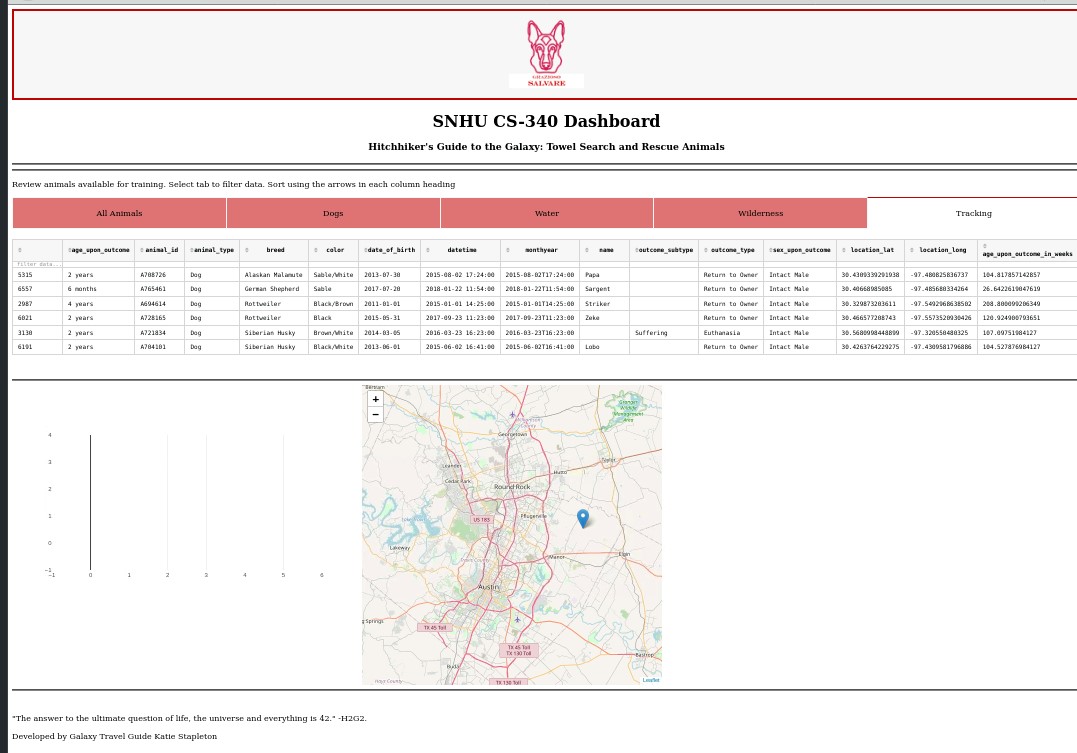 SALVARE
SNHU CS-340 Dashboard
Hitchhiker's Guide to the Galaxy: Towel Search and Rescue Animals
Review animals available for training. Select tab to filter data. Sort using the arrows in each column heading
All Animals Dogs Water Wilderness Tracking
age_upon_outcome animal_id animal_type breed color date_of_birth datetime monthyear name outcome_subtype outcome_type sex_upon_outcome location_lat location_long age_upon_outcome_in_weeks
filter data...
5315 2 years A708726 Dog Alaskan Malamute Sable/White 2013-07-30 2015-08-02 17:24:00 2015-08-02T17:24:00 Papa Return to Owner Intact Male 30.4309339291938 -97.480825836737 104.817857142857
6557 6 months A765461 Dog German Shepherd Sable 2017-07-20 2018-01-22 11:54:00 2018-01-22T11:54:00 Sargent Return to Owner Intact Male 30.40668985085 -97.485680334264 26.6422619047619
2987 4 years A694614 Dog Rottweiler Black/Brown 2011-01-01 2015-01-01 14:25:00 2015-01-01T14:25:00 Striker Return to Owner Intact Male 30.329873203611 -97.5492968638502 208.800099206349
6021 2 years A728165 Dog Rottweiler Black 2015-05-31 2017-09-23 11:23:00 2017-09-23T11:23:00 Zeke Return to Owner Intact Male 30.466577208743 -97.5573520930426 120.924900793651
3130 2 years A721834 Dog Siberian Husky Brown/White 2014-03-05 2016-03-23 16:23:00 2016-03-23T16:23:00 Suffering Euthanasia Intact Male 30.5680998448899 -97.320550480325 107.09751984127
6191 2 years A704101 Dog Siberian Husky Black/White 2013-06-01 2015-06-02 16:41:00 2015-06-02T16:41:00 Lobo Return to Owner Intact Male 30.4263764229275 -97.4309581796886 104.527876984127
4
3
2
1
0
−1
−1 0 1 2 3 4 5 6
+
−
Bertram
Granger Wildlife Management Area
Williamson County
Georgetown
Taylor
Leander
Hutto
Cedar Park
Round Rock
US 183
Pflugerville
Lakeway
Elgin
Manor
Travis County
Austin
g Springs
TX 45 Toll
TX 45 Toll
TX 130 Toll
Bastrop
Buda
Hays County
TX 130 Toll
Leaflet
"The answer to the ultimate question of life, the universe and everything is 42." -H2G2.
Developed by Galaxy Travel Guide Katie Stapleton